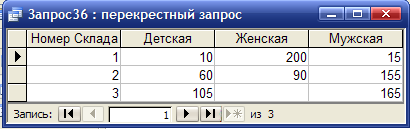 Запрос36 : перекрестный запрос
Номер Склада Детская Женская Мужская
1 10 200 15
2 60 90 155
3 105 165
Запись: 1 из 3